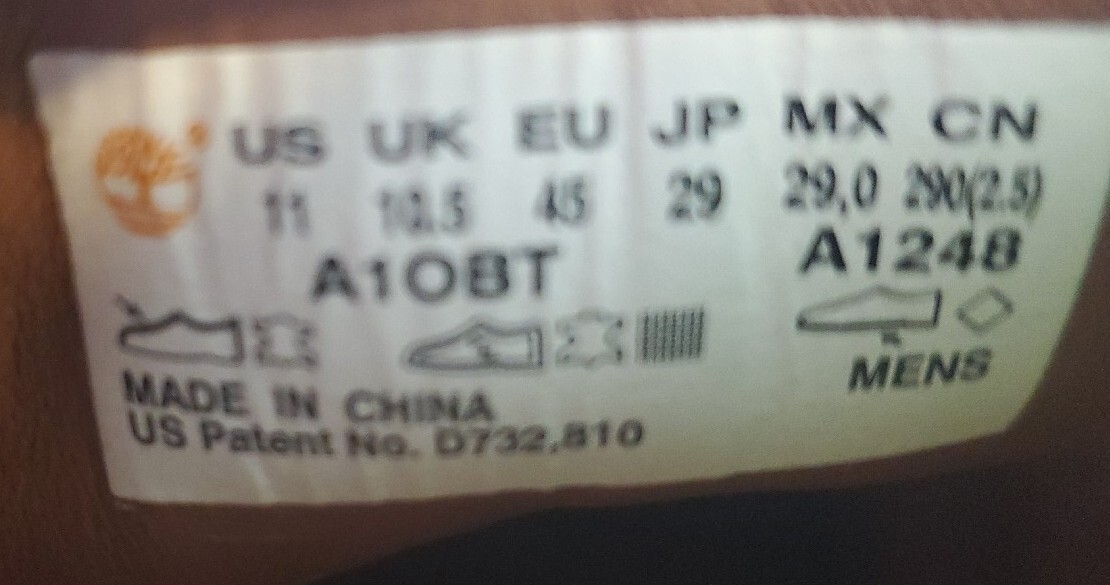 US UK EU JP MX CN
11 10.5 45 29 29,0 290(2.5)
A1OBT A1248
MENS
MADE IN CHINA
US Patent No. D732,810